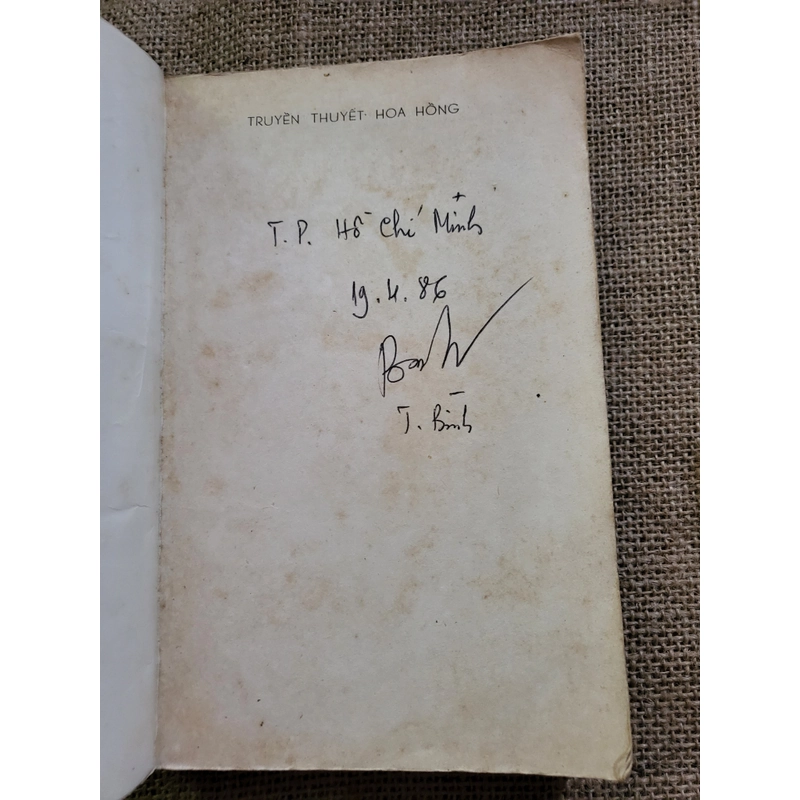 TRUYỀN THUYẾT HOA HỒNG
T.P. Hồ Chí Minh
19.4.86
T. Bình